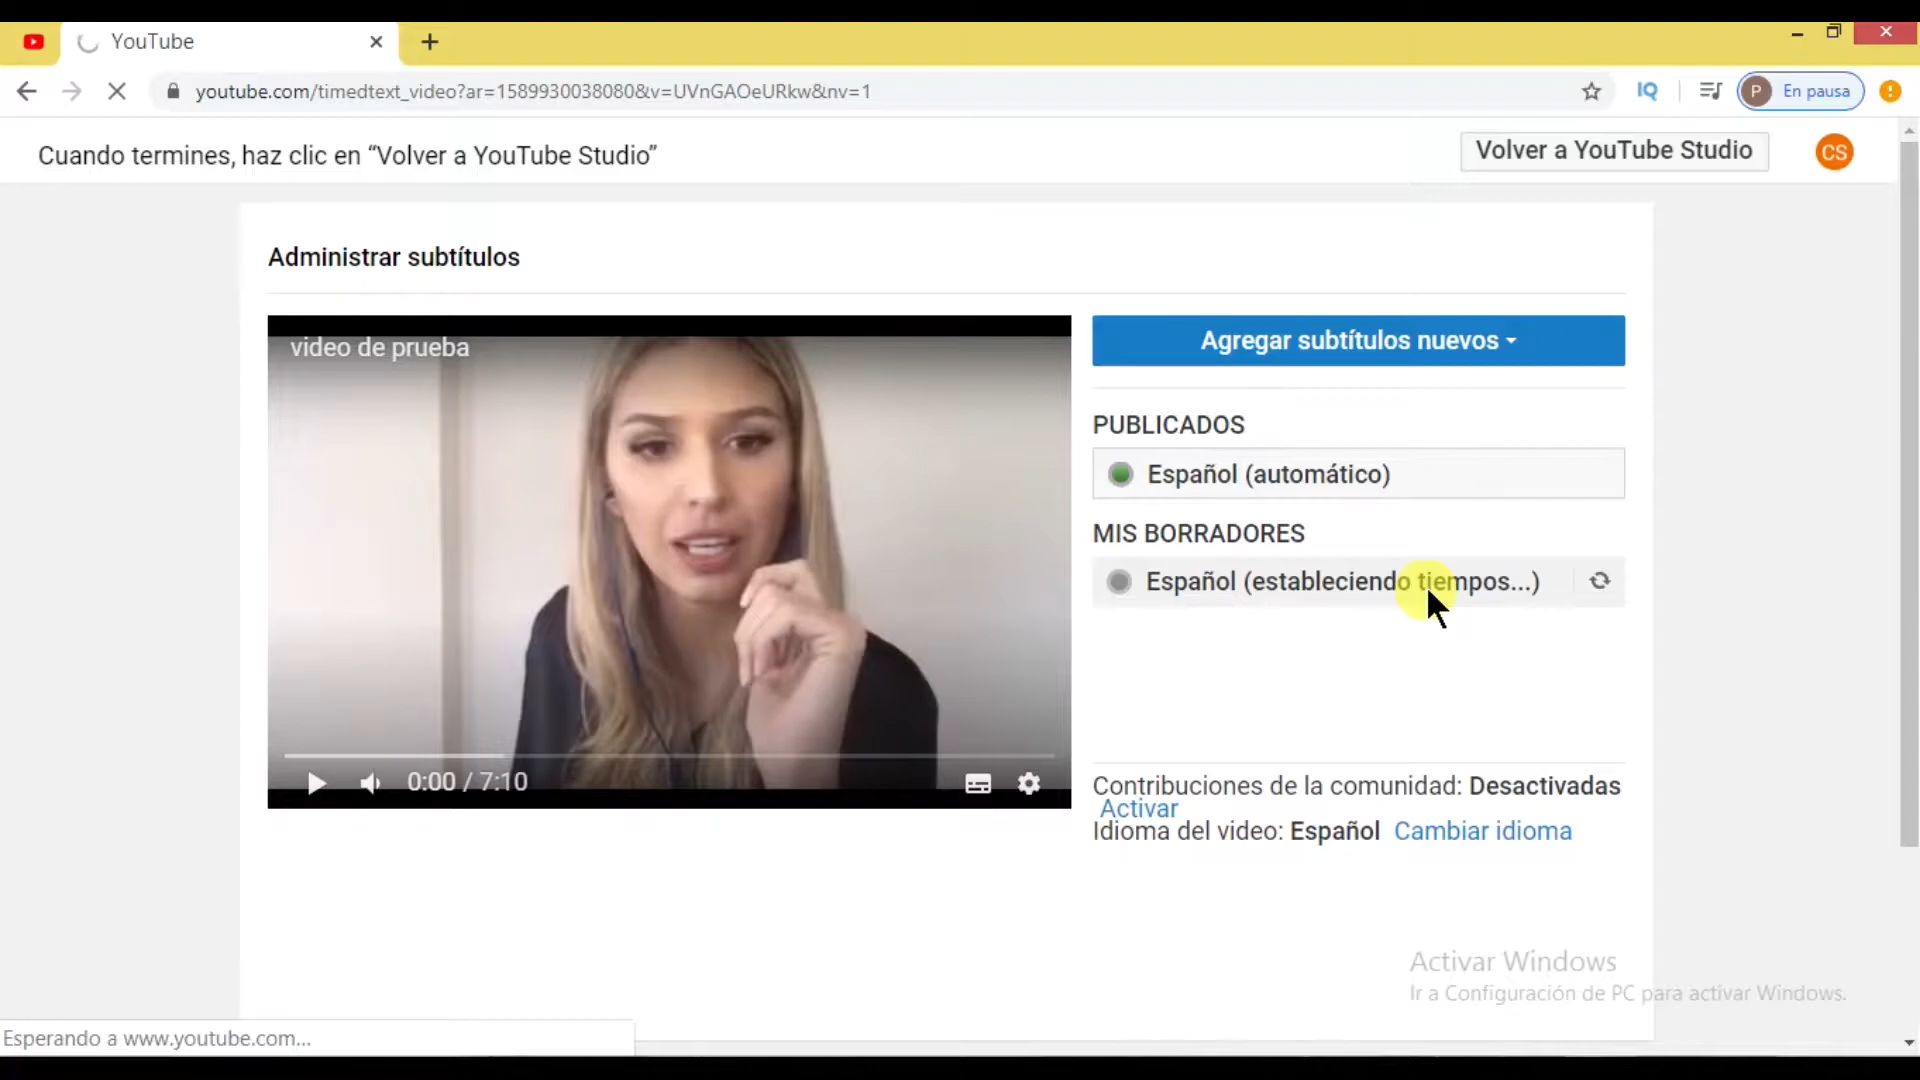 YouTube
youtube.com/timedtext_video?ar=1589930038080&v=UVnGAOeURkw&nv=1
IQ
P
En pausa
Cuando termines, haz clic en “Volver a YouTube Studio”
Volver a YouTube Studio
CS
Administrar subtítulos
video de prueba
0:00 / 7:10
Agregar subtítulos nuevos
PUBLICADOS
Español (automático)
MIS BORRADORES
Español (estableciendo tiempos...)
Contribuciones de la comunidad: Desactivadas
Activar
Idioma del video: Español Cambiar idioma
Activar Windows
Ir a Configuración de PC para activar Windows.
Esperando a www.youtube.com...